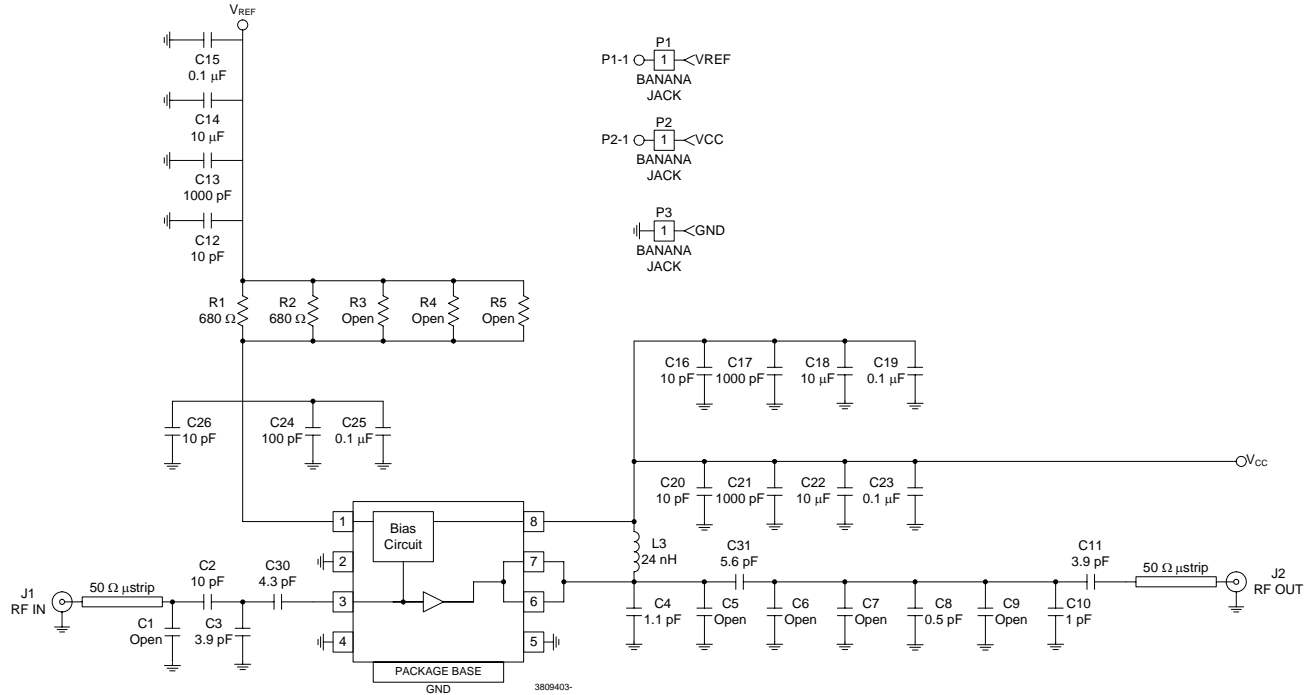 VREF
C15
0.1 µF
C14
10 µF
C13
1000 pF
C12
10 pF
P1
P1-1 1 VREF
BANANA
JACK
P2
P2-1 1 VCC
BANANA
JACK
P3
1 GND
BANANA
JACK
R1
680 Ω
R2
680 Ω
R3
Open
R4
Open
R5
Open
C16
10 pF
C17
1000 pF
C18
10 µF
C19
0.1 µF
C26
10 pF
C24
100 pF
C25
0.1 µF
VCC
C20
10 pF
C21
1000 pF
C22
10 µF
C23
0.1 µF
1
Bias
Circuit
8
2
7
3
6
4
5
PACKAGE BASE
GND
3809403-
L3
24 nH
J1
RF IN
50 Ω µstrip
C1
Open
C2
10 pF
C3
3.9 pF
C30
4.3 pF
C31
5.6 pF
C4
1.1 pF
C5
Open
C6
Open
C7
Open
C8
0.5 pF
C9
Open
C10
1 pF
C11
3.9 pF
50 Ω µstrip
J2
RF OUT